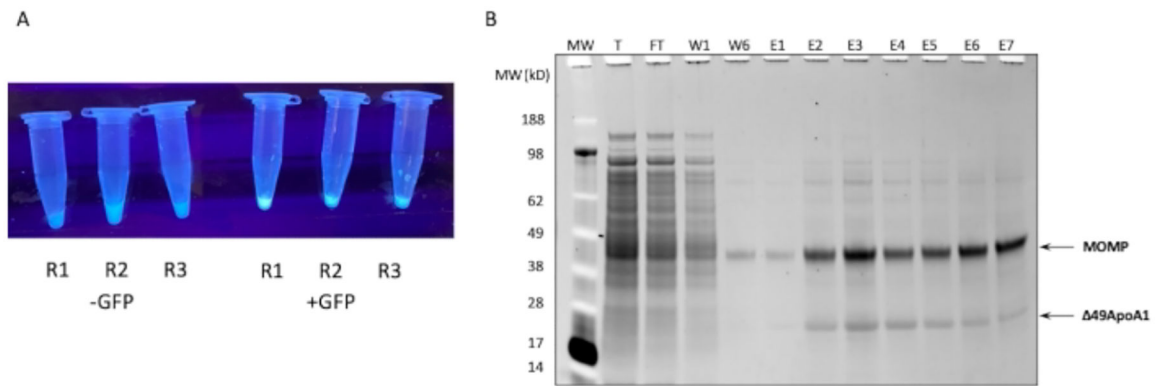 A
R1 R2 R3 R1 R2 R3
-GFP +GFP
B
MW T FT W1 W6 E1 E2 E3 E4 E5 E6 E7
MW (kD)
188
98
62
49
38
28
17
14
MOMP
Δ49ApoA1